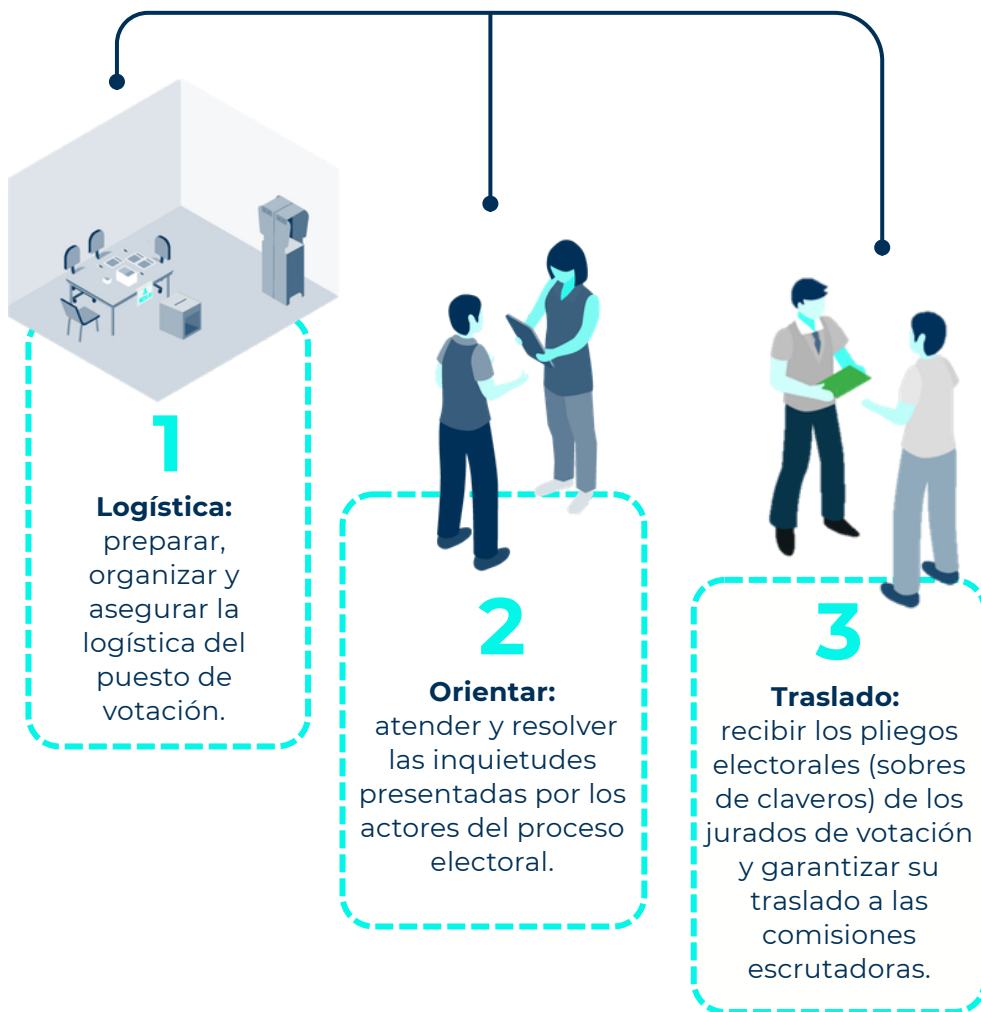 1
Logística:
preparar,
organizar y
asegurar la
logística del
puesto de
votación.
2
Orientar:
atender y resolver
las inquietudes
presentadas por los
actores del proceso
electoral.
3
Traslado:
recibir los pliegos
electorales (sobres
de claveros) de los
jurados de votación
y garantizar su
traslado a las
comisiones
escrutadoras.